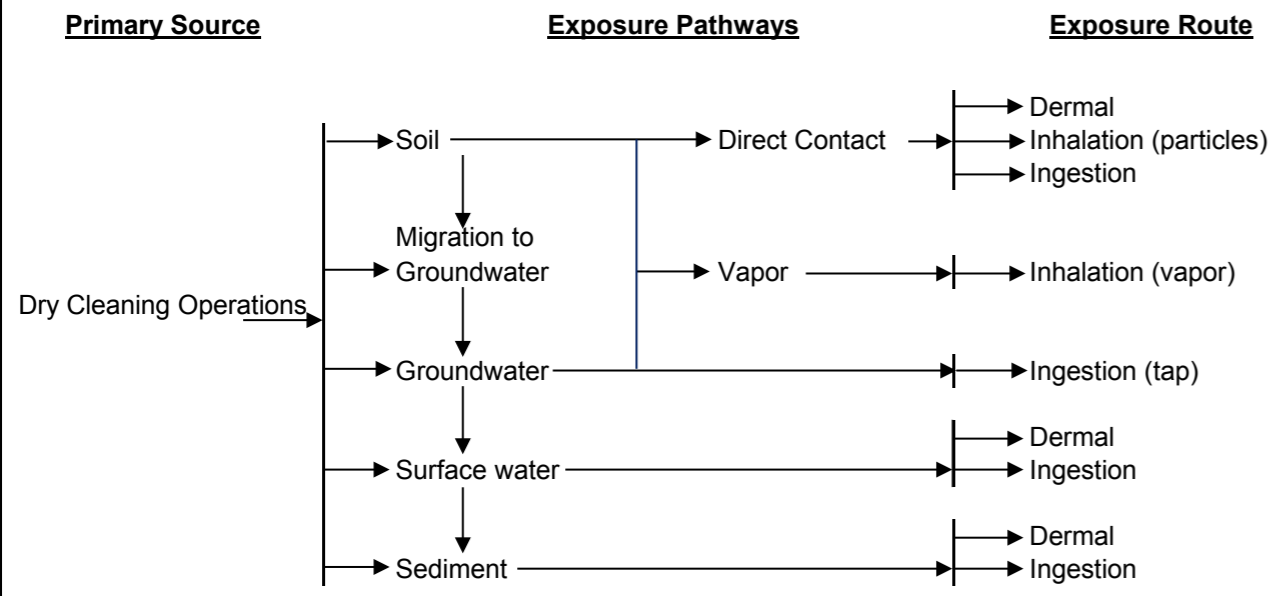 Primary Source Exposure Pathways Exposure Route
Dermal
Soil Direct Contact Inhalation (particles)
Ingestion
Migration to
Groundwater Vapor Inhalation (vapor)
Dry Cleaning Operations
Groundwater Ingestion (tap)
Dermal
Surface water Ingestion
Dermal
Sediment Ingestion